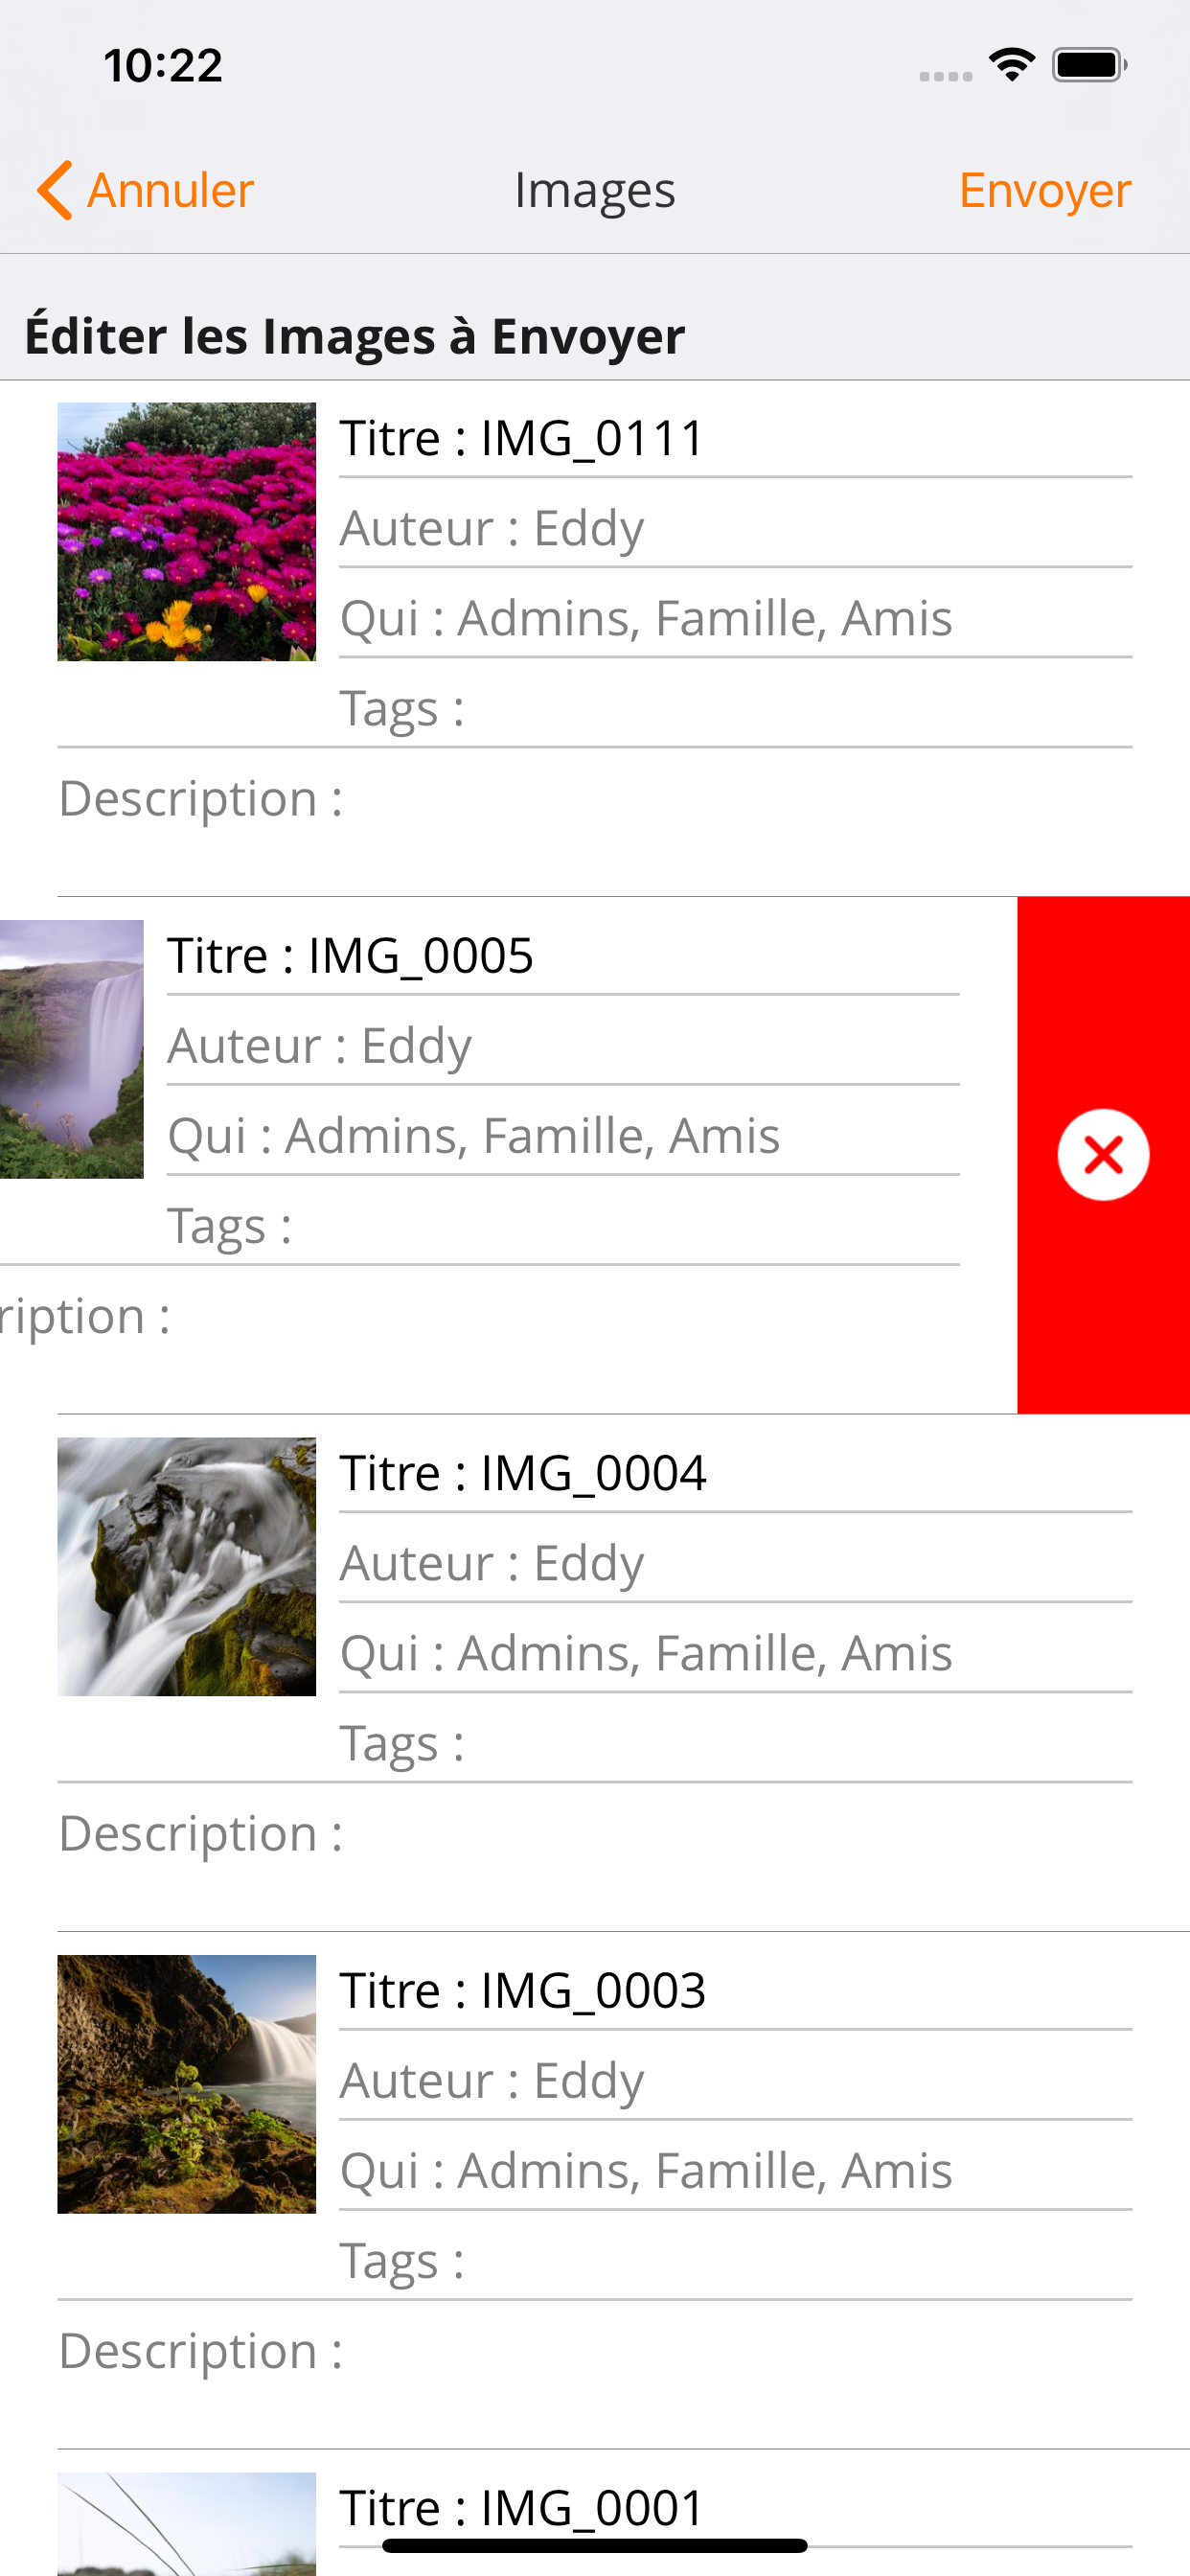 10:22
Annuler
Images
Envoyer
Éditer les Images à Envoyer
Titre : IMG_0111
Auteur : Eddy
Qui : Admins, Famille, Amis
Tags :
Description :
Titre : IMG_0005
Auteur : Eddy
Qui : Admins, Famille, Amis
Tags :
ription :
Titre : IMG_0004
Auteur : Eddy
Qui : Admins, Famille, Amis
Tags :
Description :
Titre : IMG_0003
Auteur : Eddy
Qui : Admins, Famille, Amis
Tags :
Description :
Titre : IMG_0001